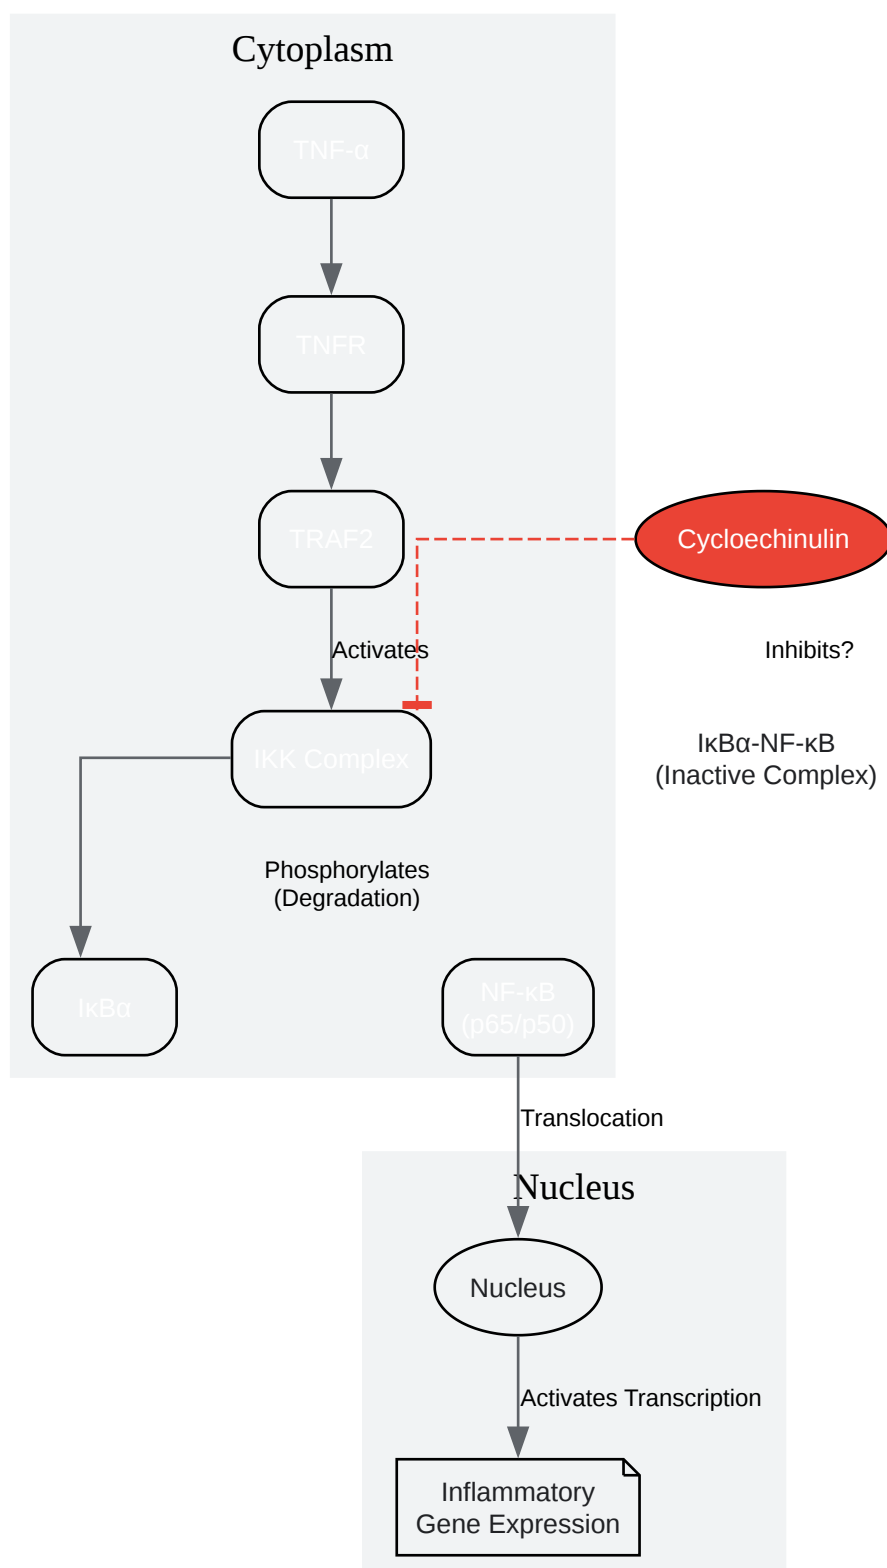 Cytoplasm
TNF-α
TNFR
TRAF2
Cycloechinulin
Activates
Inhibits?
IKK Complex
IκBα-NF-κB
(Inactive Complex)
Phosphorylates
(Degradation)
IκBα
NF-κB
(p65/p50)
Translocation
Nucleus
Nucleus
Activates Transcription
Inflammatory
Gene Expression